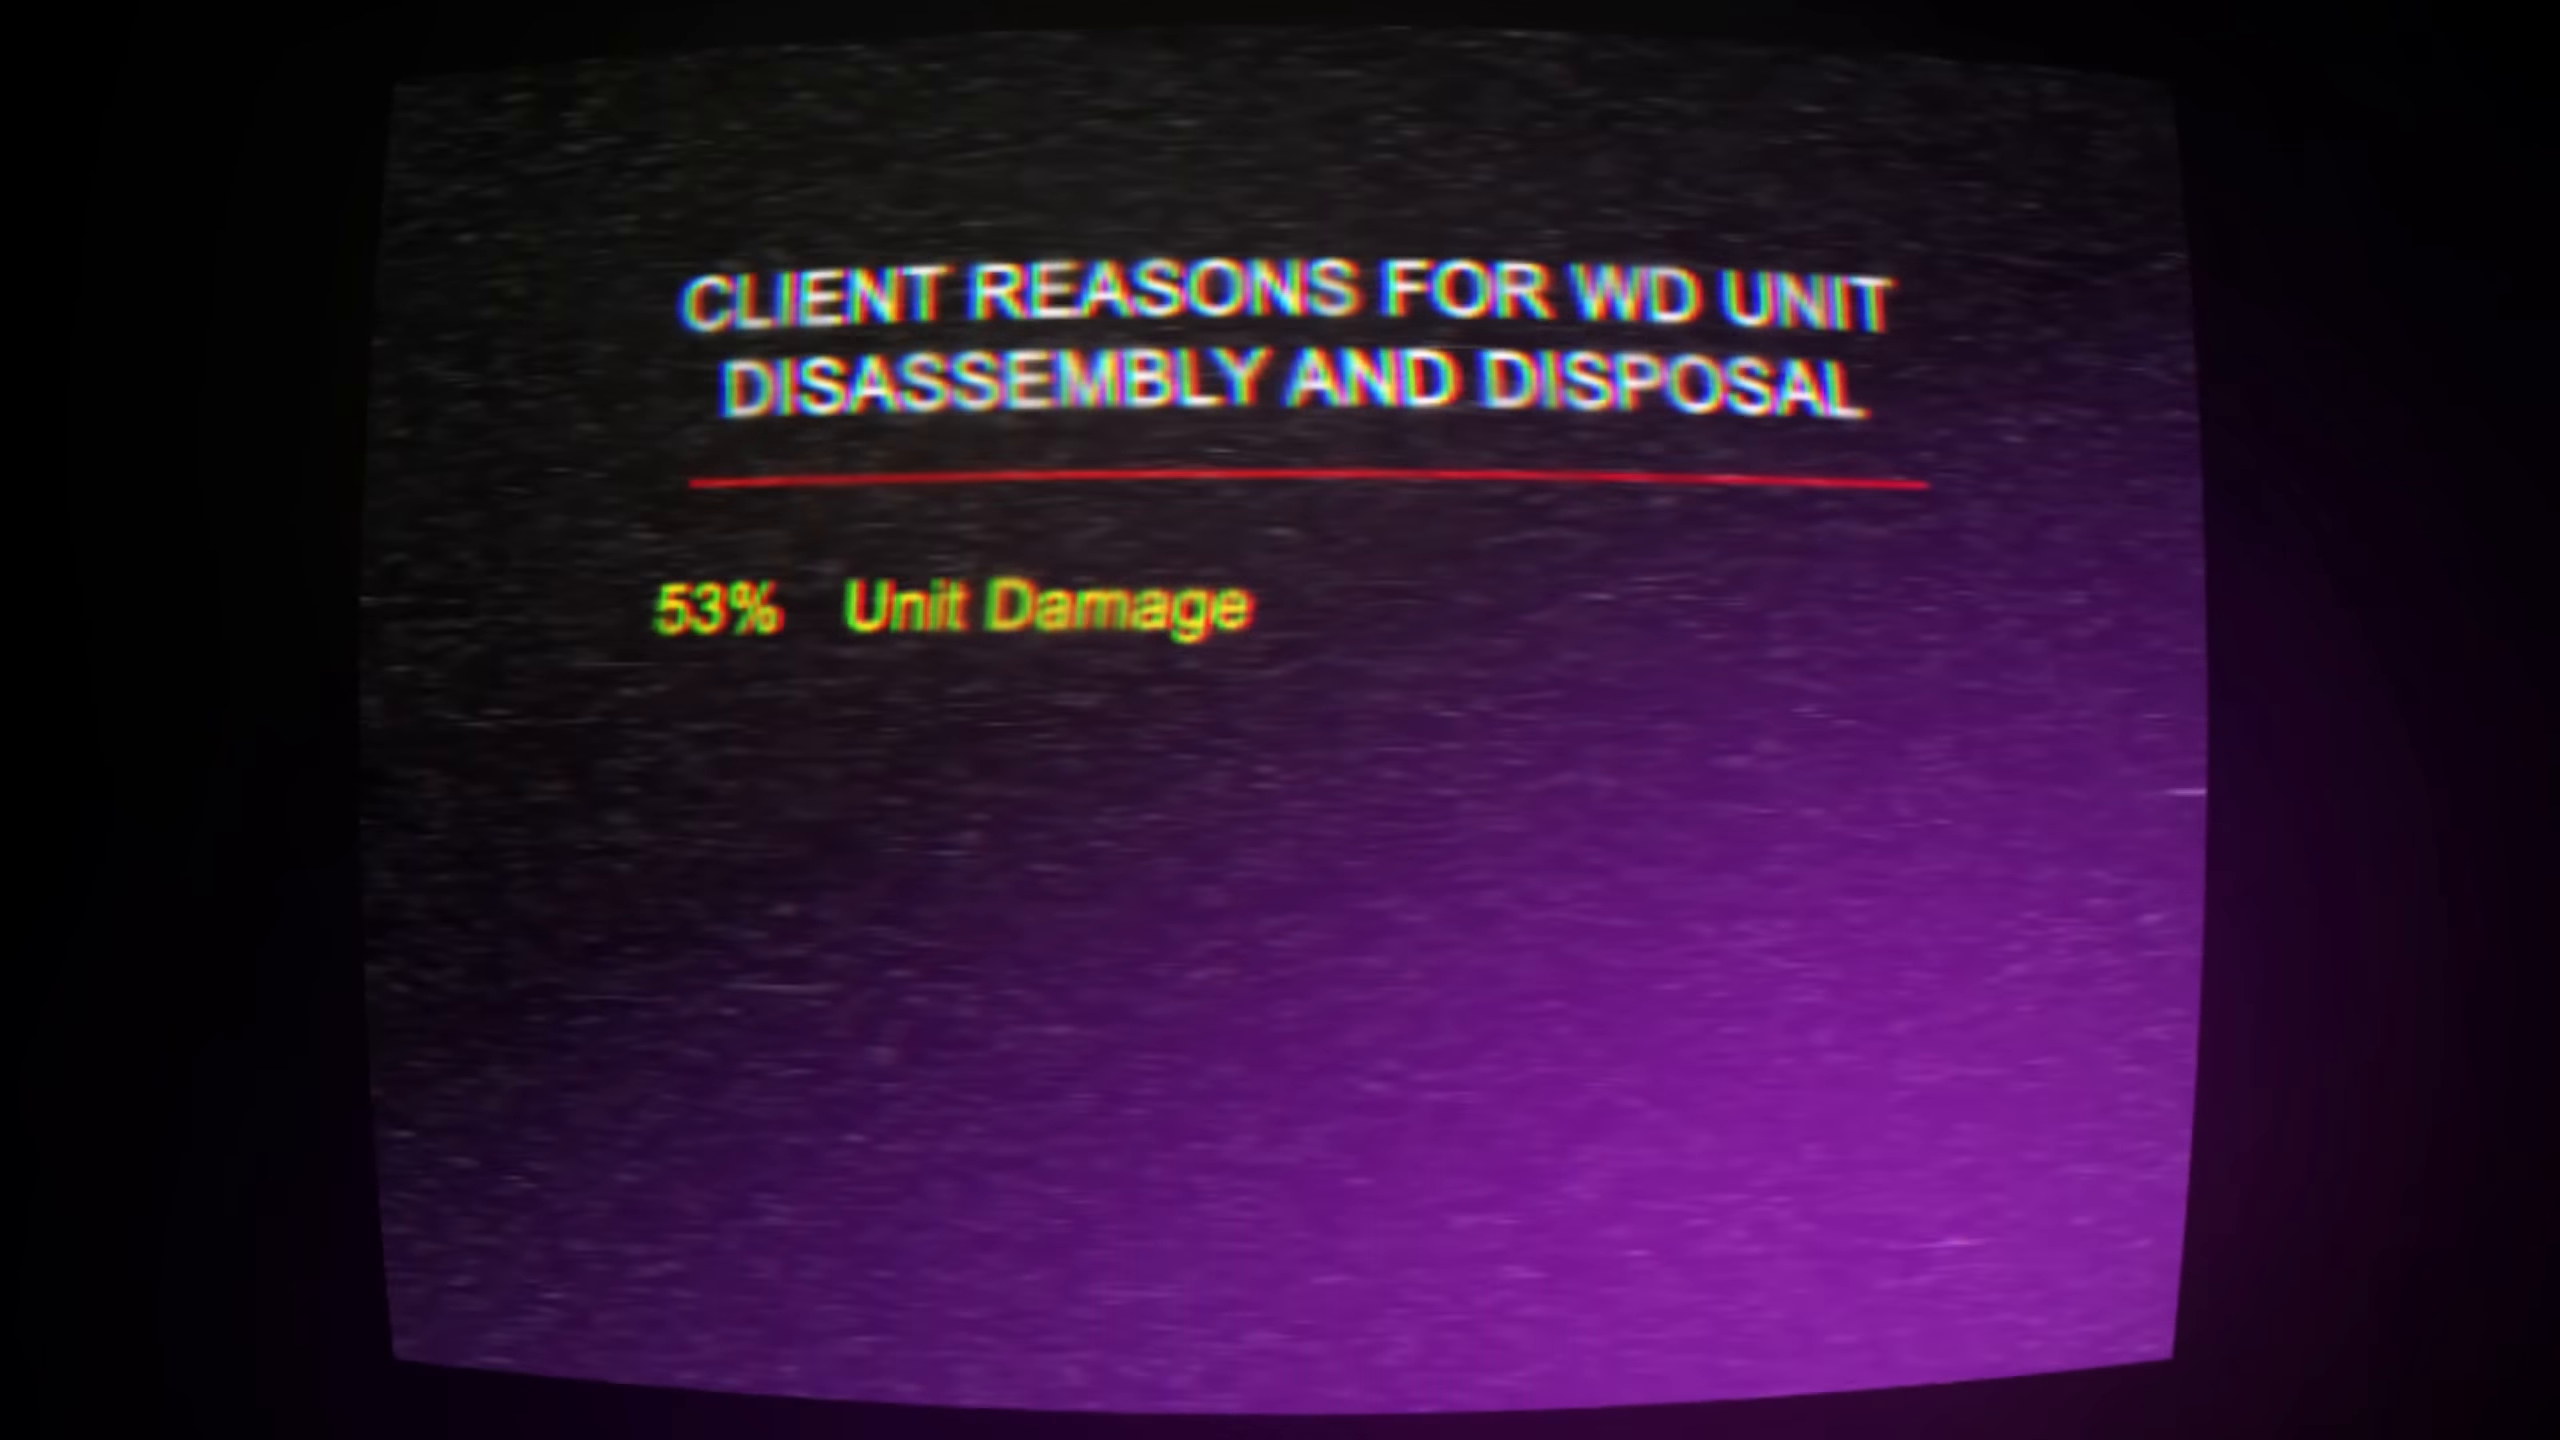 CLIENT REASONS FOR WD UNIT
DISASSEMBLY AND DISPOSAL
53% Unit Damage